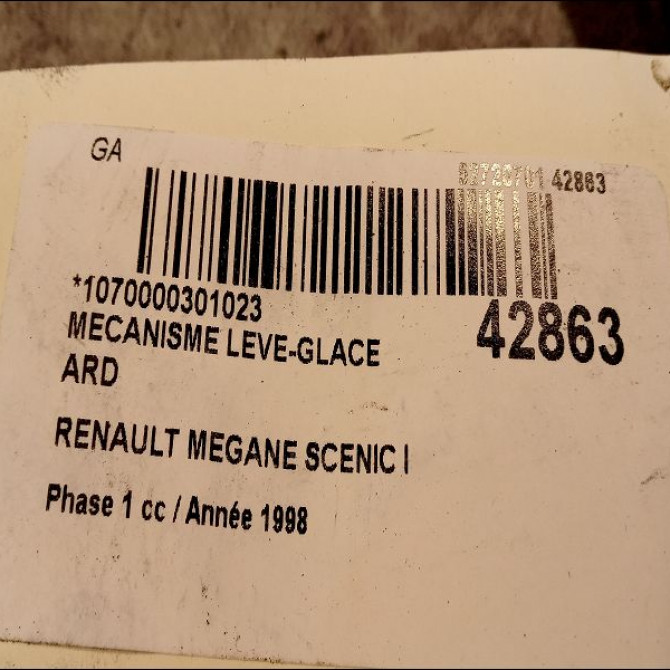 GA
42863
*1070000301023
42863
MECANISME LEVE-GLACE
ARD
RENAULT MEGANE SCENIC I
Phase 1 cc / Année 1998